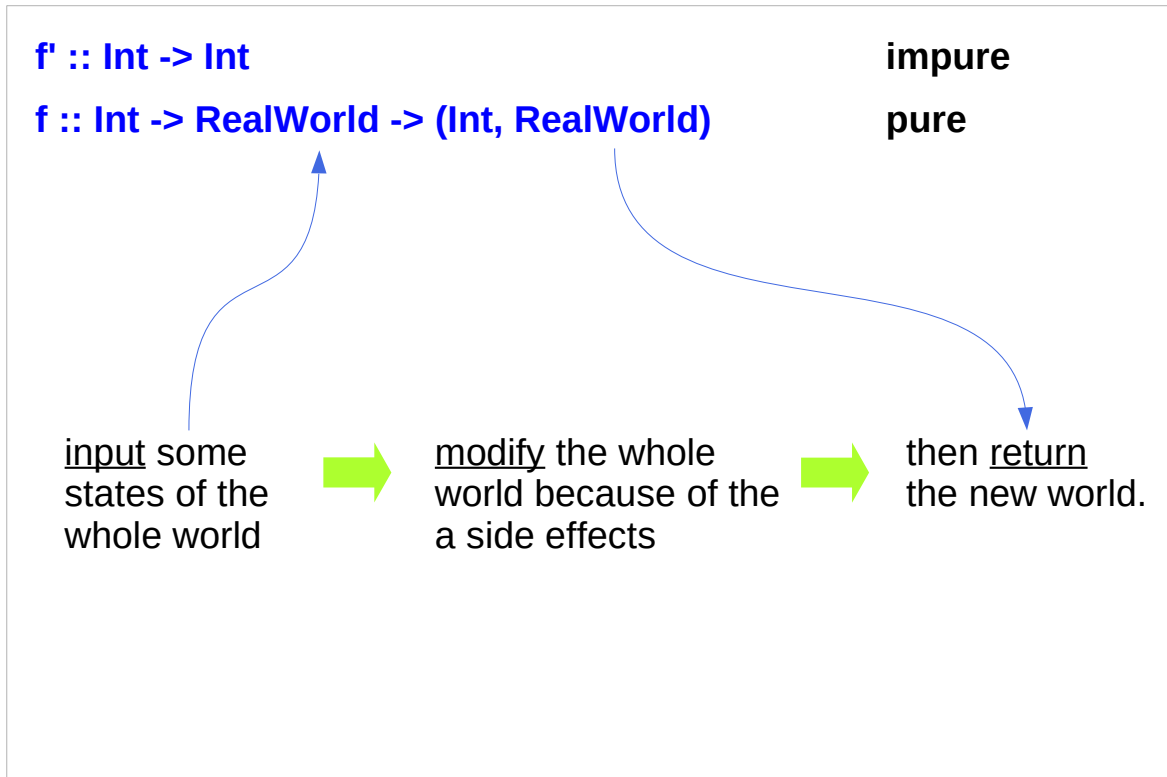 f' :: Int -> Int impure
f :: Int -> RealWorld -> (Int, RealWorld) pure
input some
states of the
whole world
modify the whole
world because of the
a side effects
then return
the new world.